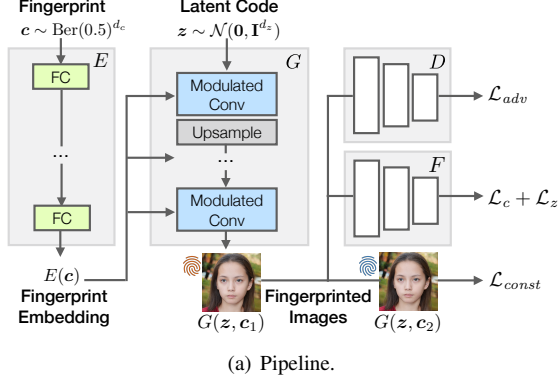 Fingerprint
c ∼ Ber(0.5)^{d_c}
E
FC
...
FC
E(c)
Fingerprint
Embedding
Latent Code
z ∼ N(0, I^{d_z})
G
Modulated
Conv
Upsample
...
Modulated
Conv
G(z, c_1)
Fingerprinted
Images
G(z, c_2)
D
L_{adv}
F
L_c + L_z
L_{const}
(a) Pipeline.